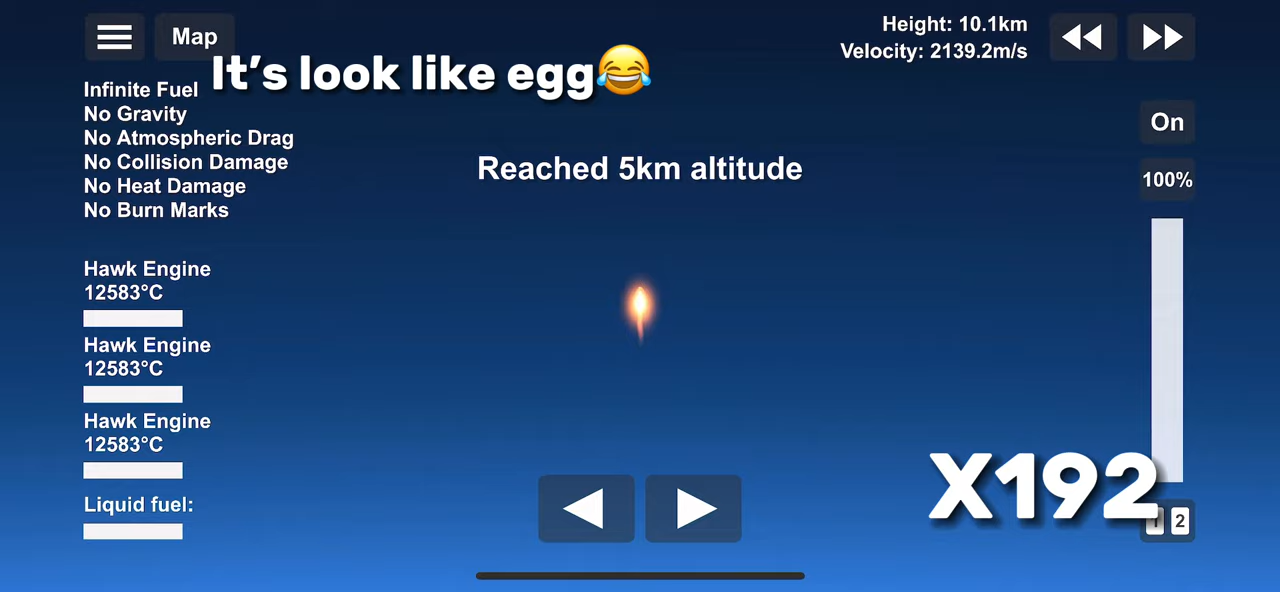 Map
Height: 10.1km
Velocity: 2139.2m/s
It's look like egg😂
Infinite Fuel
No Gravity
No Atmospheric Drag
No Collision Damage
No Heat Damage
No Burn Marks
On
Reached 5km altitude
100%
Hawk Engine
12583°C
Hawk Engine
12583°C
Hawk Engine
12583°C
Liquid fuel:
X192
1 2